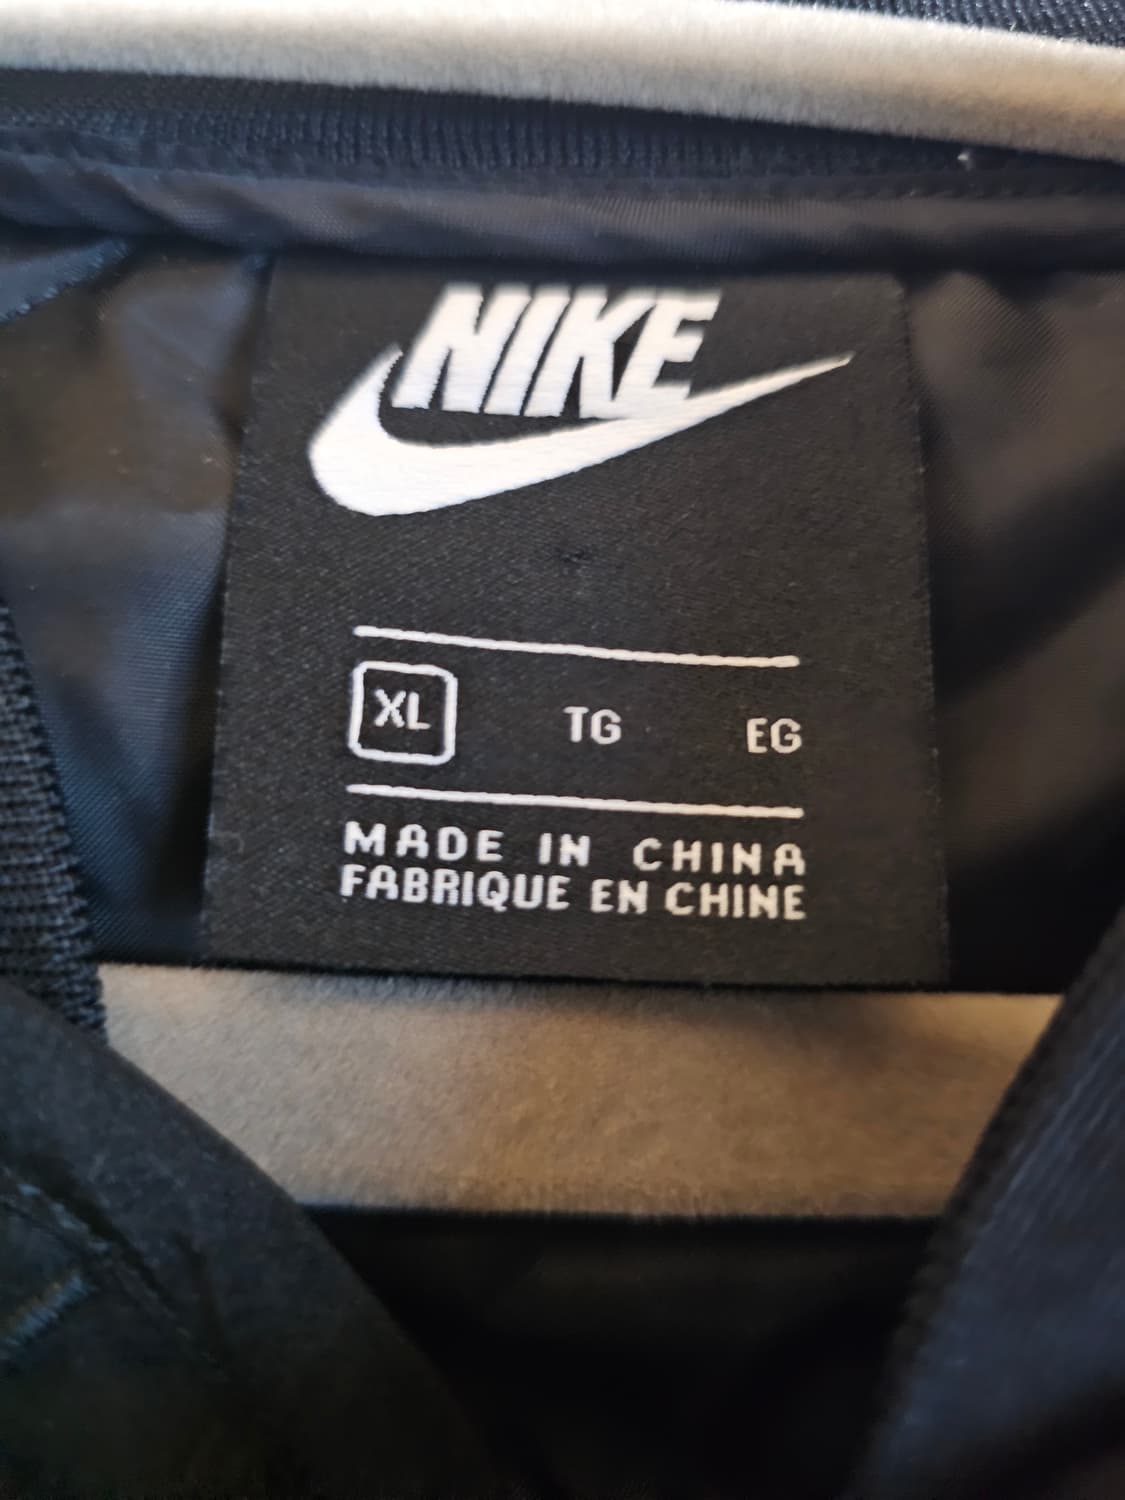 NIKE
XL TG EG
MADE IN CHINA
FABRIQUE EN CHINE